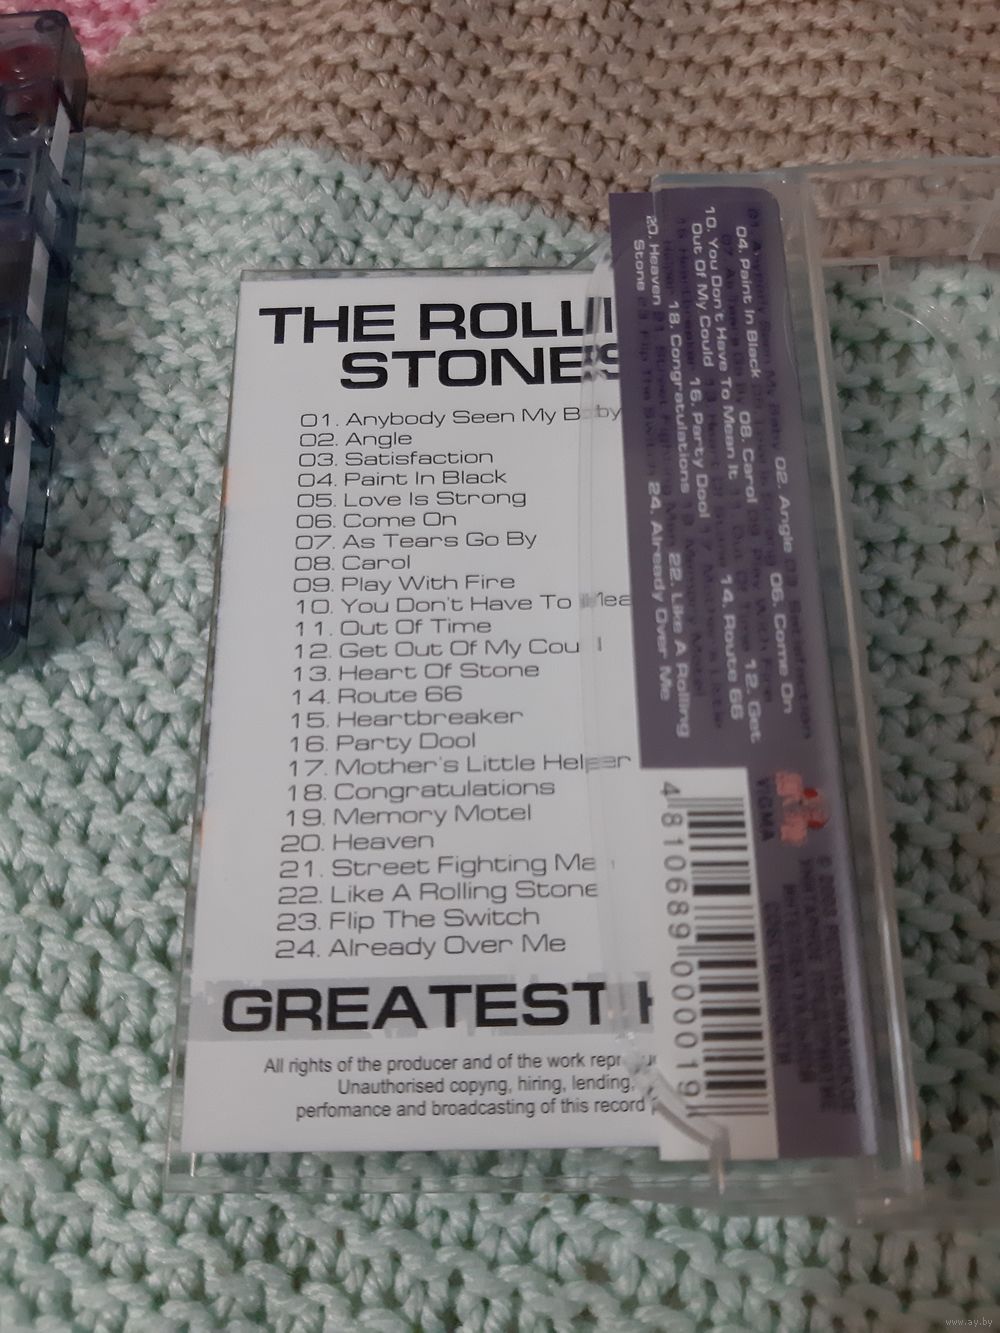 THE ROLLI
STONES
01. Anybody Seen My Baby
02. Angle
03. Satisfaction
04. Paint In Black
05. Love Is Strong
06. Come On
07. As Tears Go By
08. Carol
09. Play With Fire
10. You Don't Have To Mea
11. Out Of Time
12. Get Out Of My Cou
13. Heart Of Stone
14. Route 66
15. Heartbreaker
16. Party Dool
17. Mother's Little Helper
18. Congratulations
19. Memory Motel
20. Heaven
21. Street Fighting Ma
22. Like A Rolling Stone
23. Flip The Switch
24. Already Over Me
GREATEST H
All rights of the producer and of the work repr
Unauthorised copyng, hiring, lending,
perfomance and broadcasting of this record
02. Angle 06. Come On
04. Paint In Black 08. Carol 12. Get
10. You Don't Have To Mean It 14. Route 66
Out Of My Could 16. Party Dool
18. Congratulations 22. Like A Rolling
20. Heaven 24. Already Over Me
Stone
VIGMA
4810689000019
www.ay.by